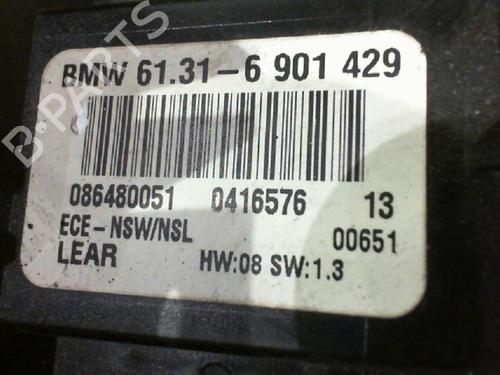 B-PARTS
BMW 61.31-6 901 429
086480051 0416576 13
ECE-NSW/NSL 00651
LEAR HW:08 SW:1.3